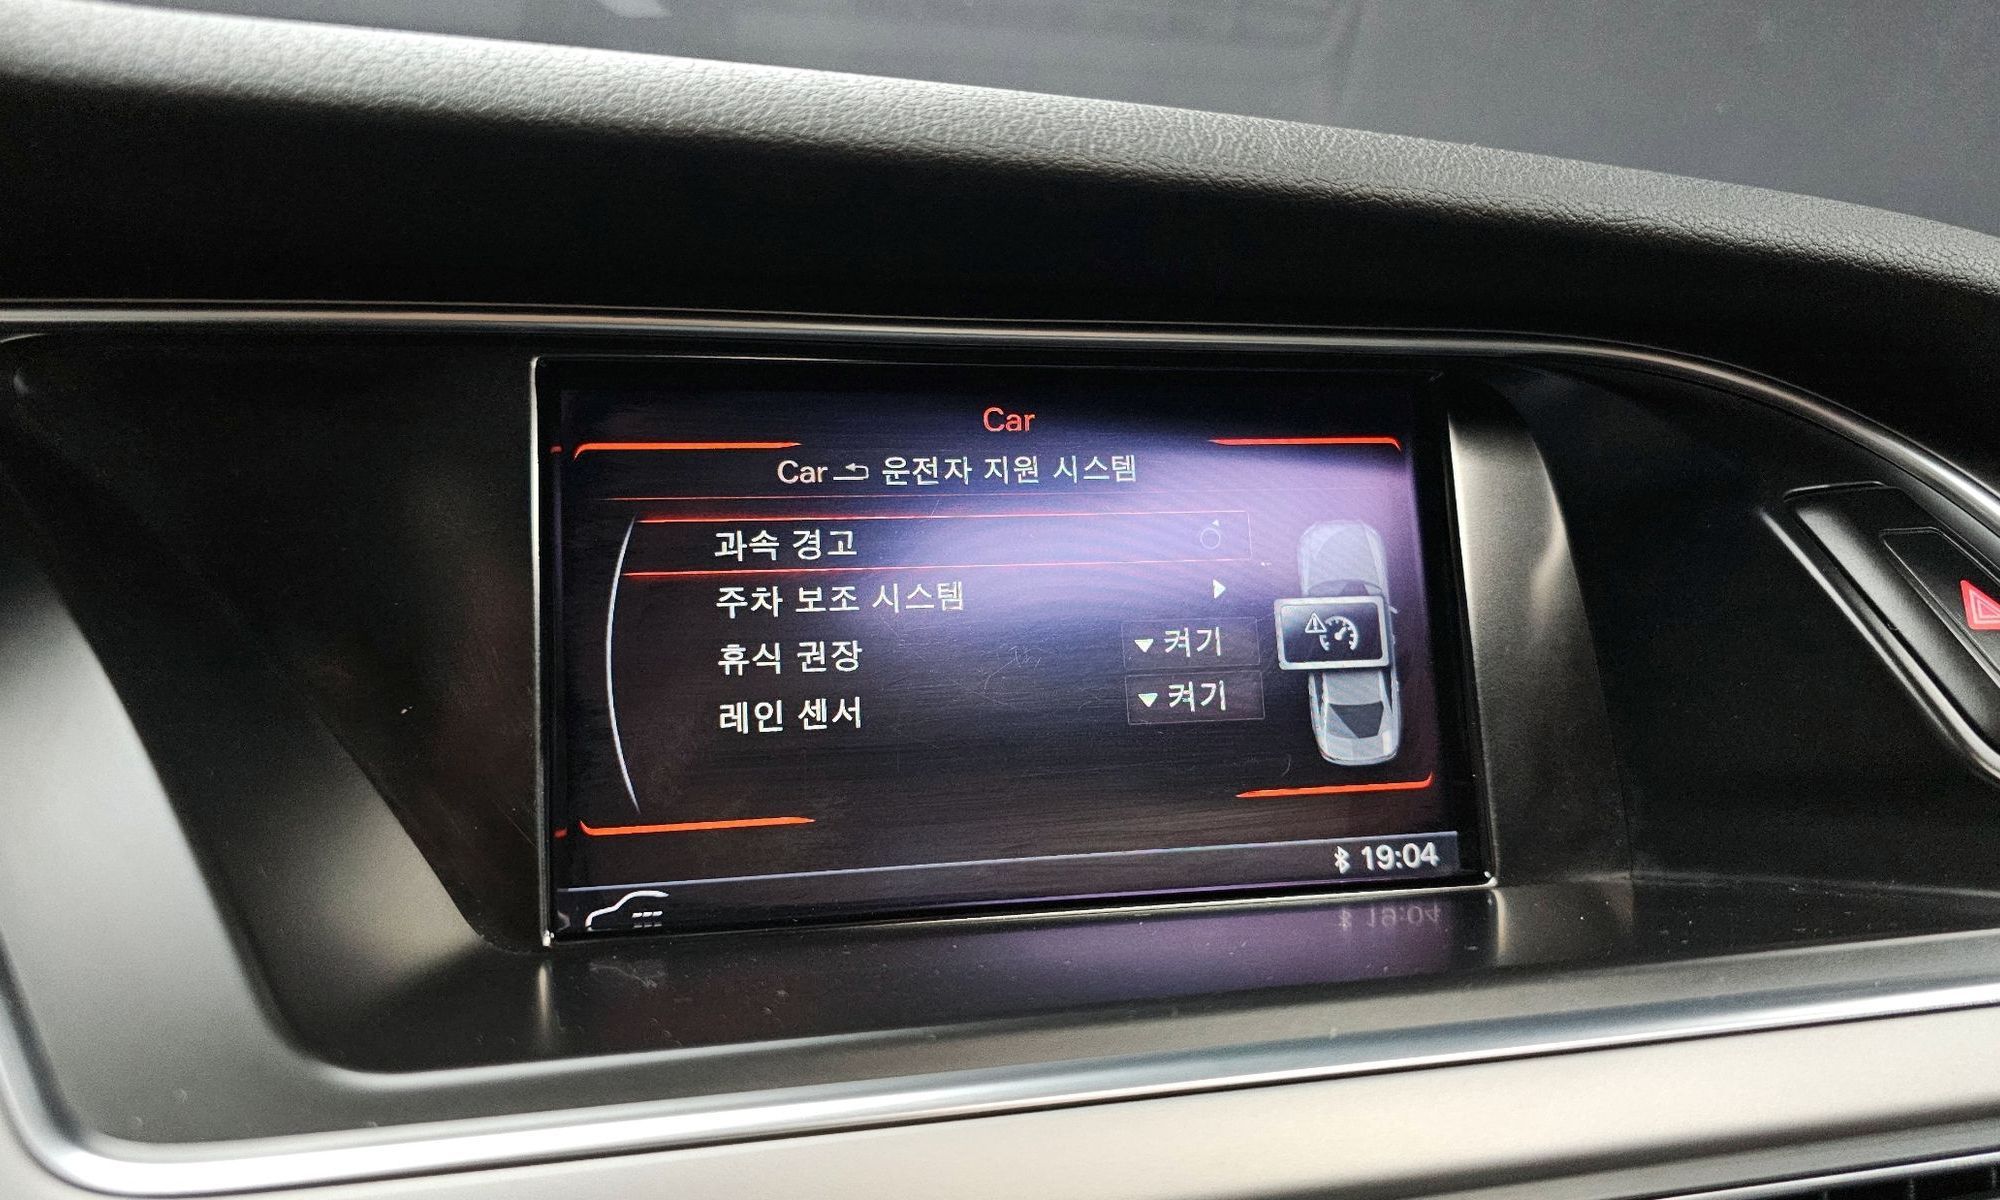 Car
Car 운전자 지원 시스템
과속 경고
주차 보조 시스템
휴식 권장 켜기
레인 센서 켜기
19:04